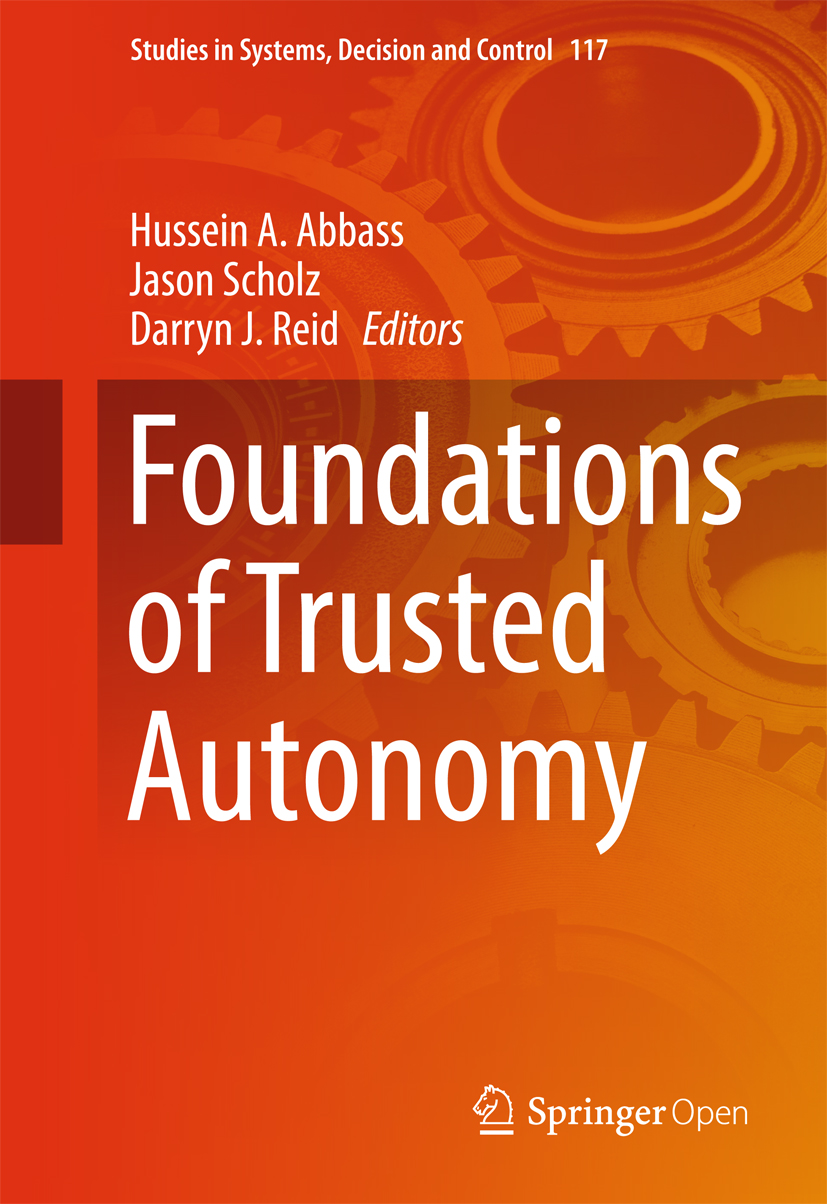 Studies in Systems, Decision and Control 117
Hussein A. Abbass
Jason Scholz
Darryn J. Reid Editors
Foundations
of Trusted
Autonomy
Springer Open